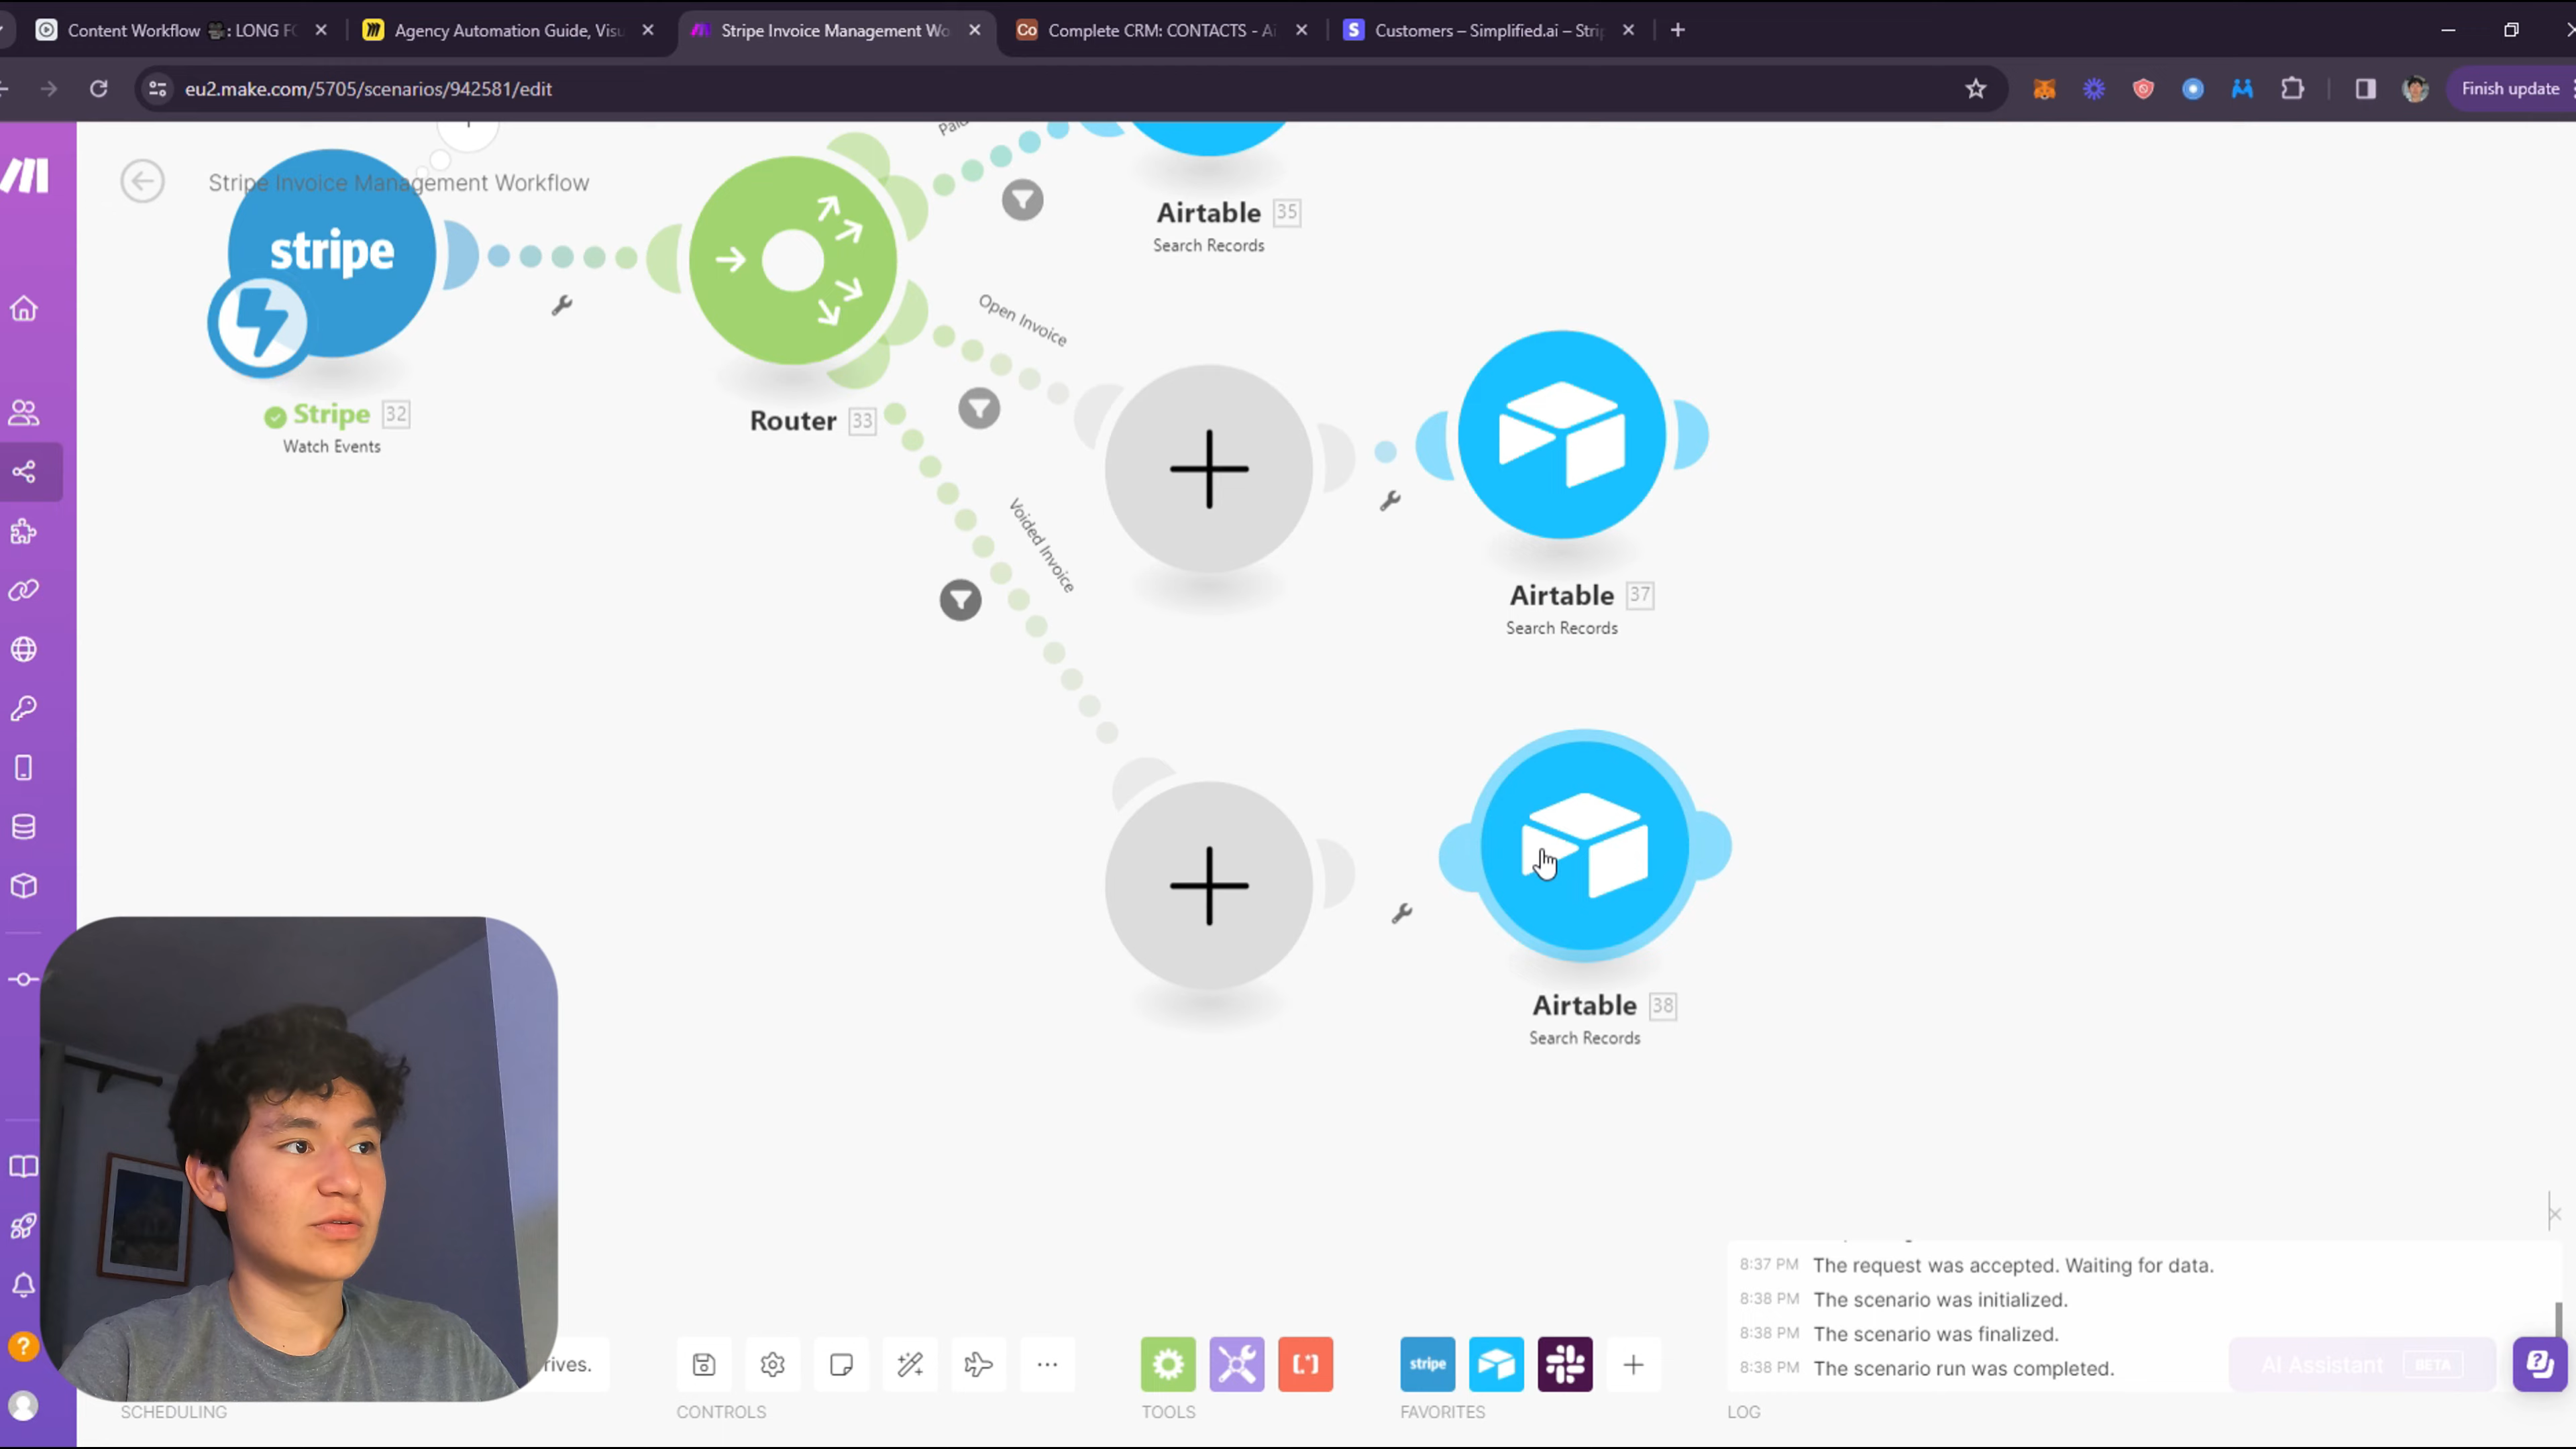 Content Workflow 🎥: LONG FO
Agency Automation Guide, Visu
Stripe Invoice Management Wo
Co
Complete CRM: CONTACTS - Ai
S
Customers – Simplified.ai – Strip
eu2.make.com/5705/scenarios/942581/edit
Finish update
Stripe Invoice Management Workflow
stripe
Stripe 32
Watch Events
Router 33
Paid
Airtable 35
Search Records
Open Invoice
Airtable 37
Search Records
Voided Invoice
Airtable 38
Search Records
8:37 PM The request was accepted. Waiting for data.
8:38 PM The scenario was initialized.
8:38 PM The scenario was finalized.
8:38 PM The scenario run was completed.
rives.
stripe
AI Assistant BETA
SCHEDULING
CONTROLS
TOOLS
FAVORITES
LOG